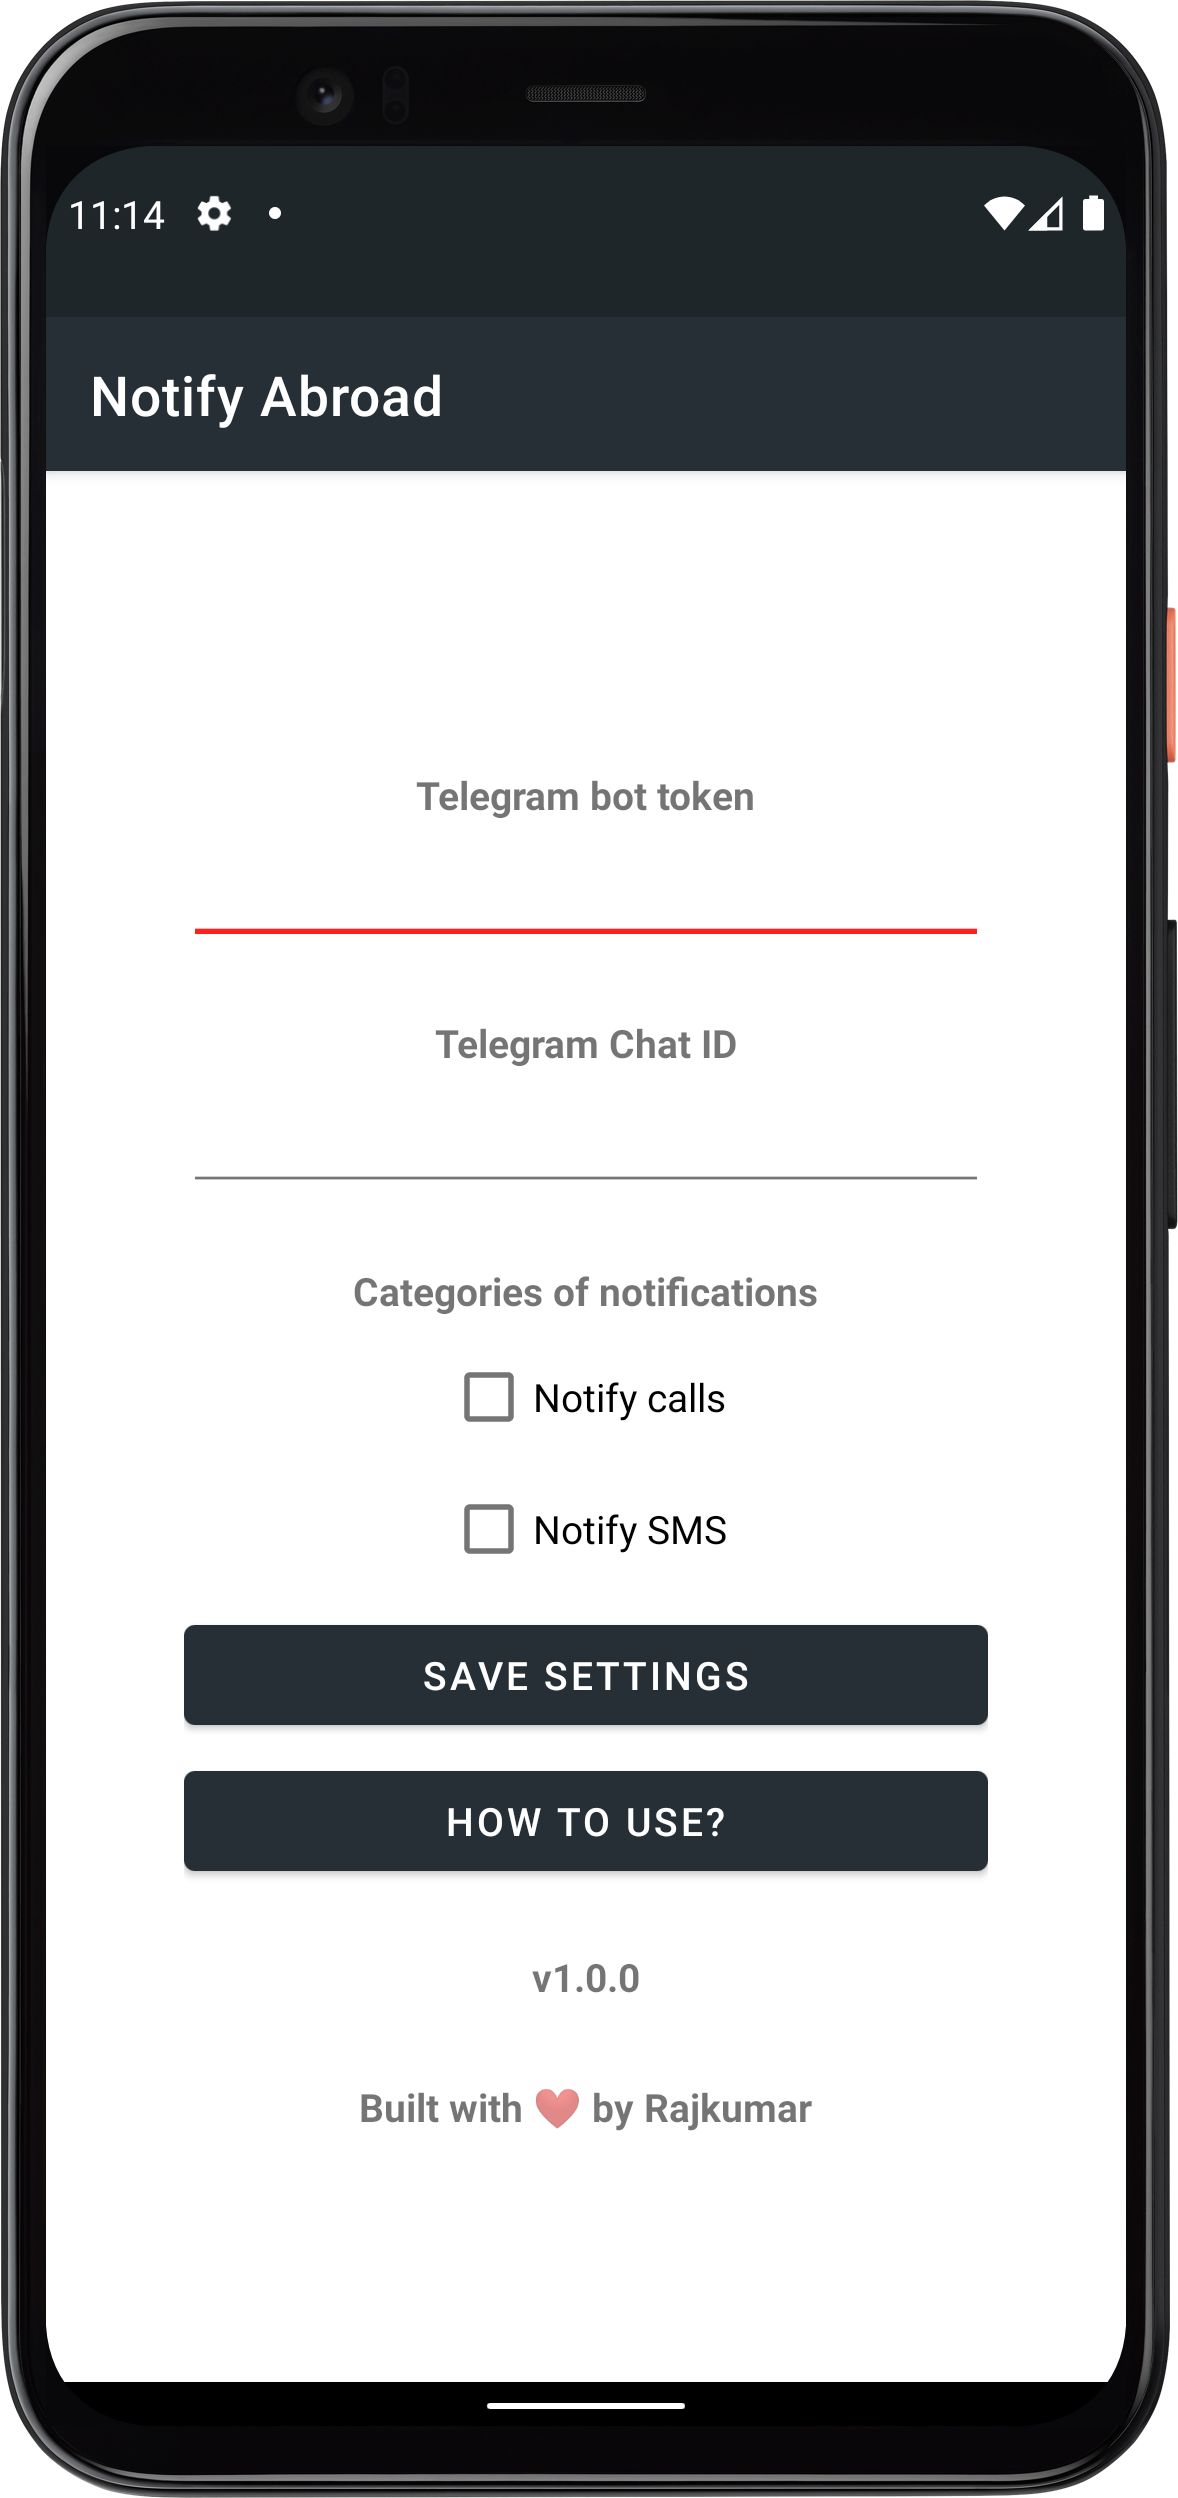 11:14
Notify Abroad
Telegram bot token
Telegram Chat ID
Categories of notifications
Notify calls
Notify SMS
SAVE SETTINGS
HOW TO USE?
v1.0.0
Built with ❤️ by Rajkumar